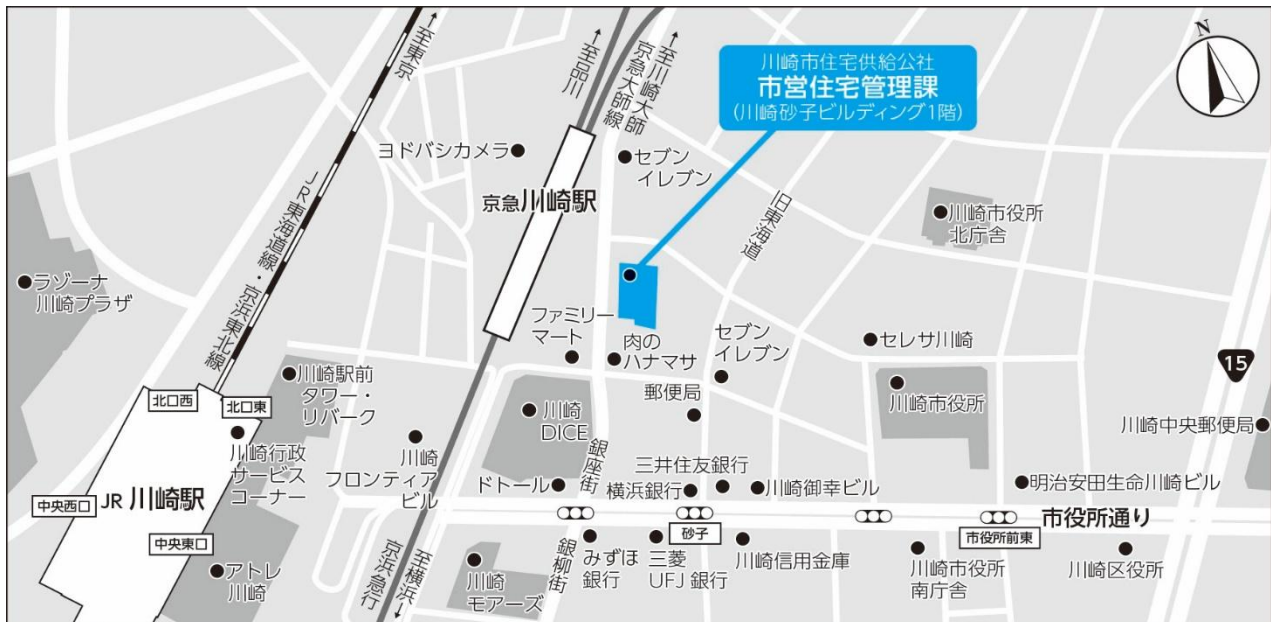 N
川崎市住宅供給公社
市営住宅管理課
(川崎砂子ビルディング1階)
→至東京
→至品川
→至川崎大師
京急大師線
ヨドバシカメラ
セブン
イレブン
京急川崎駅
JR東海道線・京浜東北線
旧東海道
川崎市役所
北庁舎
ラゾーナ
川崎プラザ
ファミリー
マート
肉の
ハナマサ
セブン
イレブン
セレサ川崎
15
川崎駅前
タワー・
リバーク
北口西
北口東
川崎
DICE
郵便局
川崎市役所
川崎中央郵便局
川崎行政
サービス
コーナー
川崎
フロンティア
ビル
銀座街
ドトール
三井住友銀行
横浜銀行
川崎御幸ビル
明治安田生命川崎ビル
中央西口
JR 川崎駅
中央東口
砂子
市役所前東
市役所通り
アトレ
川崎
京浜急行
至横浜→
川崎
モアーズ
銀柳街
みずほ
銀行
三菱
UFJ 銀行
川崎信用金庫
川崎市役所
南庁舎
川崎区役所